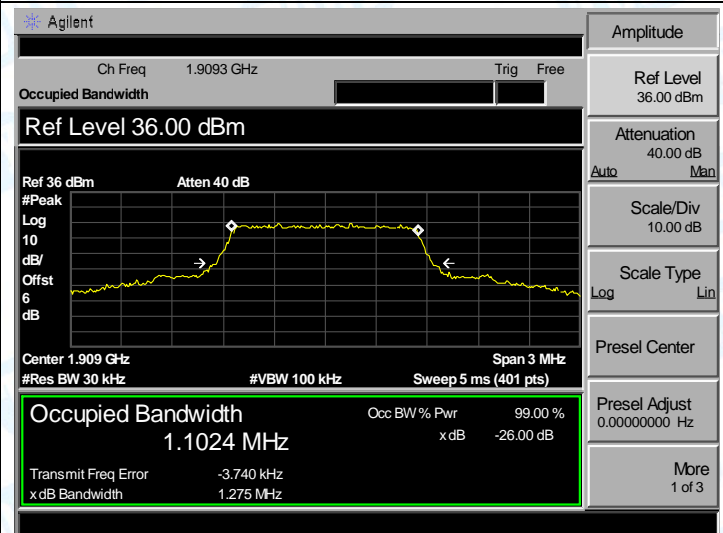 Agilent
Ch Freq 1.9093 GHz Trig Free
Occupied Bandwidth
Ref Level 36.00 dBm
Ref 36 dBm Atten 40 dB
#Peak
Log
10
dB/
Offst
6
dB
Center 1.909 GHz Span 3 MHz
#Res BW 30 kHz #VBW 100 kHz Sweep 5 ms (401 pts)
Occupied Bandwidth
1.1024 MHz
Occ BW % Pwr 99.00 %
x dB -26.00 dB
Transmit Freq Error -3.740 kHz
x dB Bandwidth 1.275 MHz
Amplitude
Ref Level
36.00 dBm
Attenuation
40.00 dB
Auto Man
Scale/Div
10.00 dB
Scale Type
Log Lin
Presel Center
Presel Adjust
0.00000000 Hz
More
1 of 3